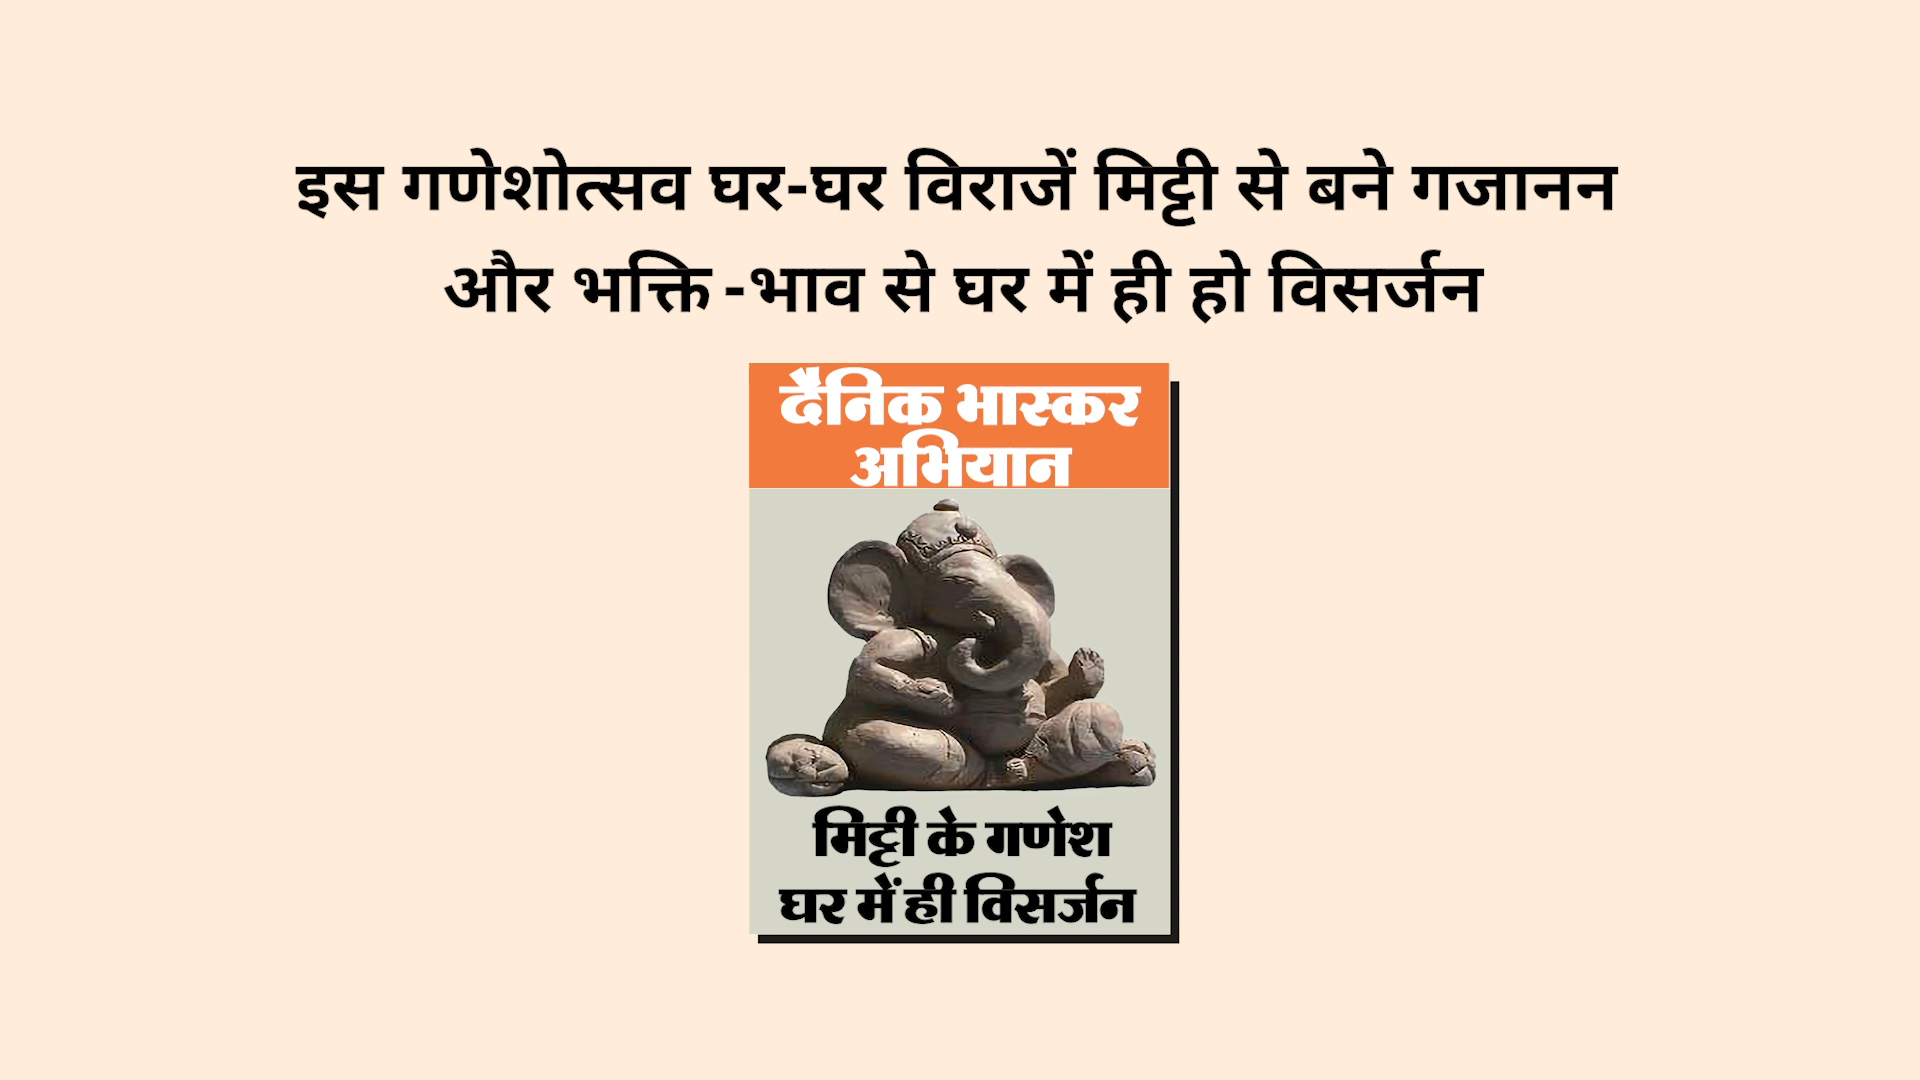 इस गणेशोत्सव घर-घर विराजें मिट्टी से बने गजानन
और भक्ति -भाव से घर में ही हो विसर्जन
दैनिक भास्कर
अभियान
मिट्टी के गणेश
घर में ही विसर्जन